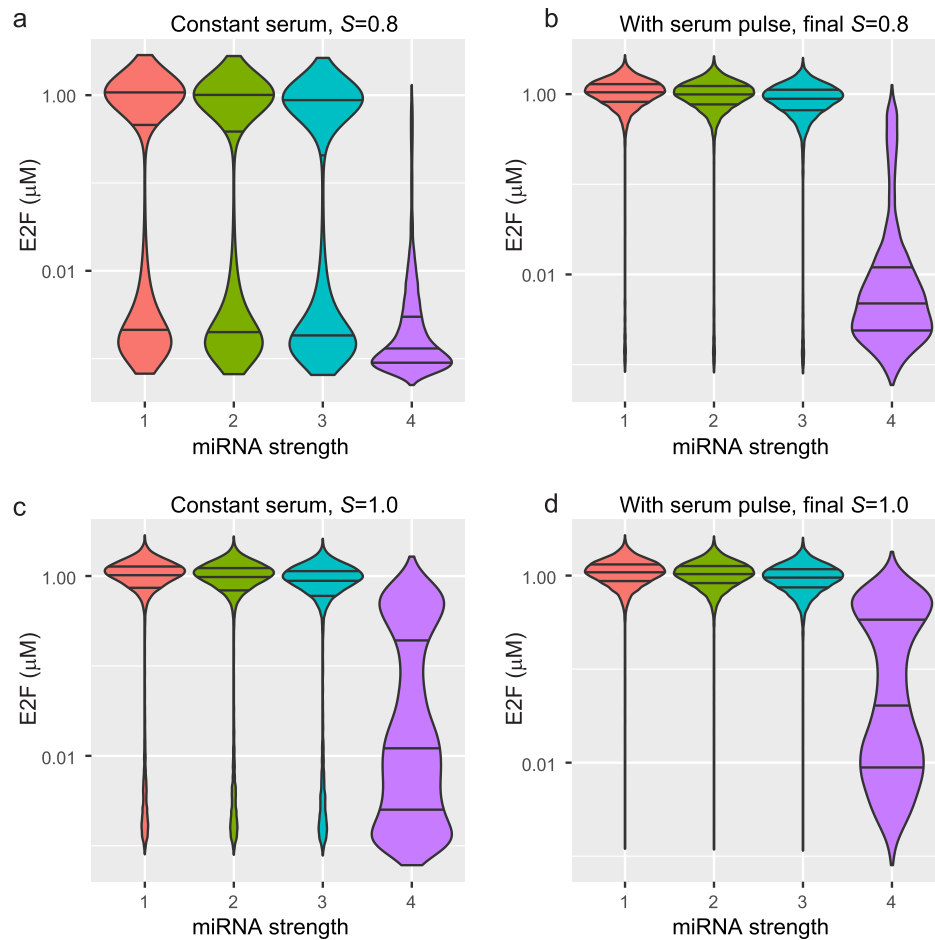 a
Constant serum, S=0.8
E2F (μM)
1.00
0.01
1 2 3 4
miRNA strength
b
With serum pulse, final S=0.8
E2F (μM)
1.00
0.01
1 2 3 4
miRNA strength
c
Constant serum, S=1.0
E2F (μM)
1.00
0.01
1 2 3 4
miRNA strength
d
With serum pulse, final S=1.0
E2F (μM)
1.00
0.01
1 2 3 4
miRNA strength